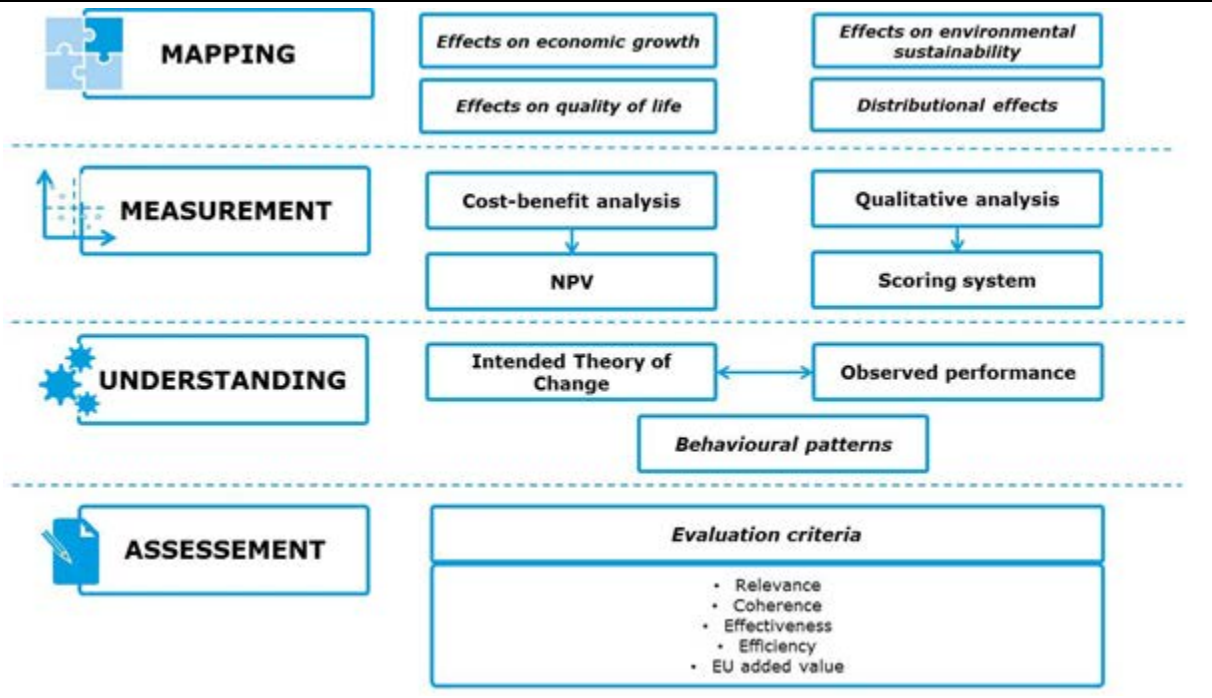 MAPPING
Effects on economic growth
Effects on environmental
sustainability
Effects on quality of life
Distributional effects
MEASUREMENT
Cost-benefit analysis
Qualitative analysis
NPV
Scoring system
UNDERSTANDING
Intended Theory of
Change
Observed performance
Behavioural patterns
ASSESSEMENT
Evaluation criteria
• Relevance
• Coherence
• Effectiveness
• Efficiency
• EU added value